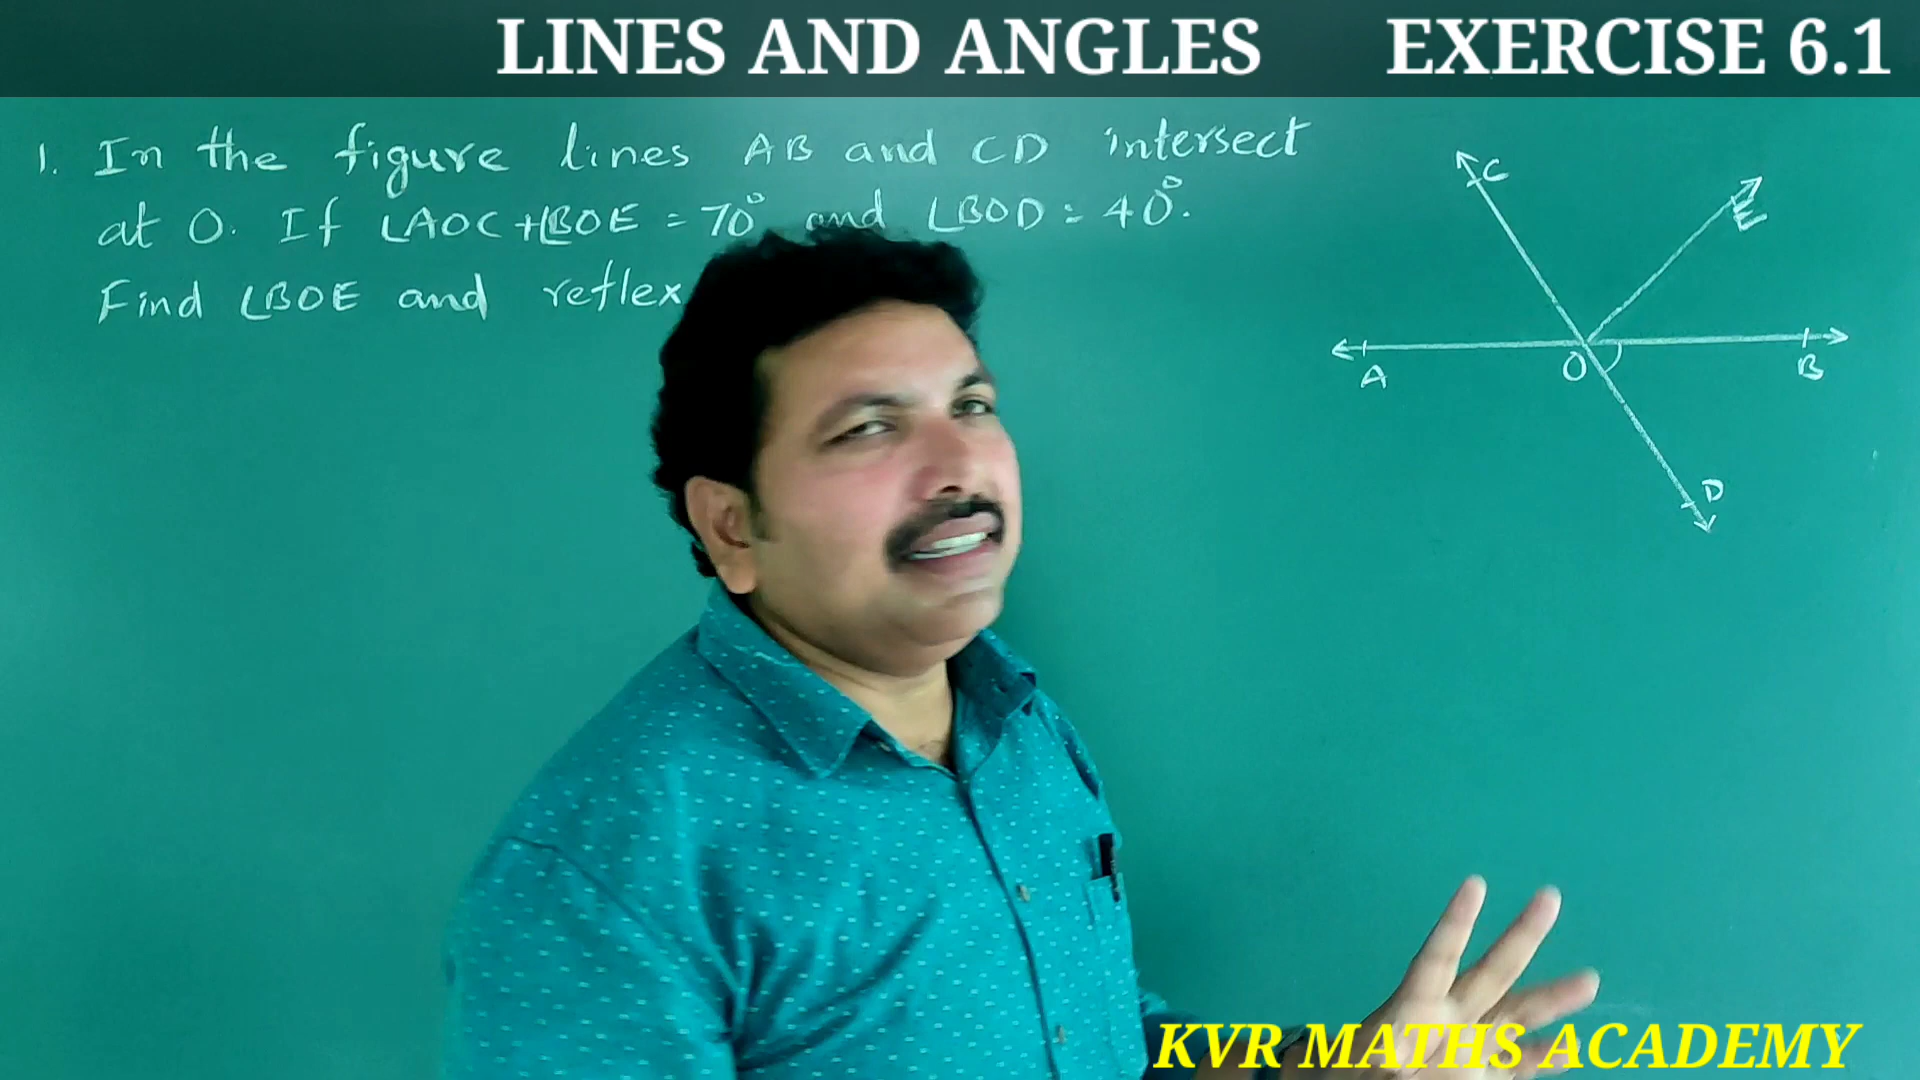 LINES AND ANGLES EXERCISE 6.1
1. In the figure lines AB and CD intersect
at O. If ∠AOC+∠BOE = 70° and ∠BOD = 40°.
Find ∠BOE and reflex
C
E
A
O
B
D
KVR MATHS ACADEMY